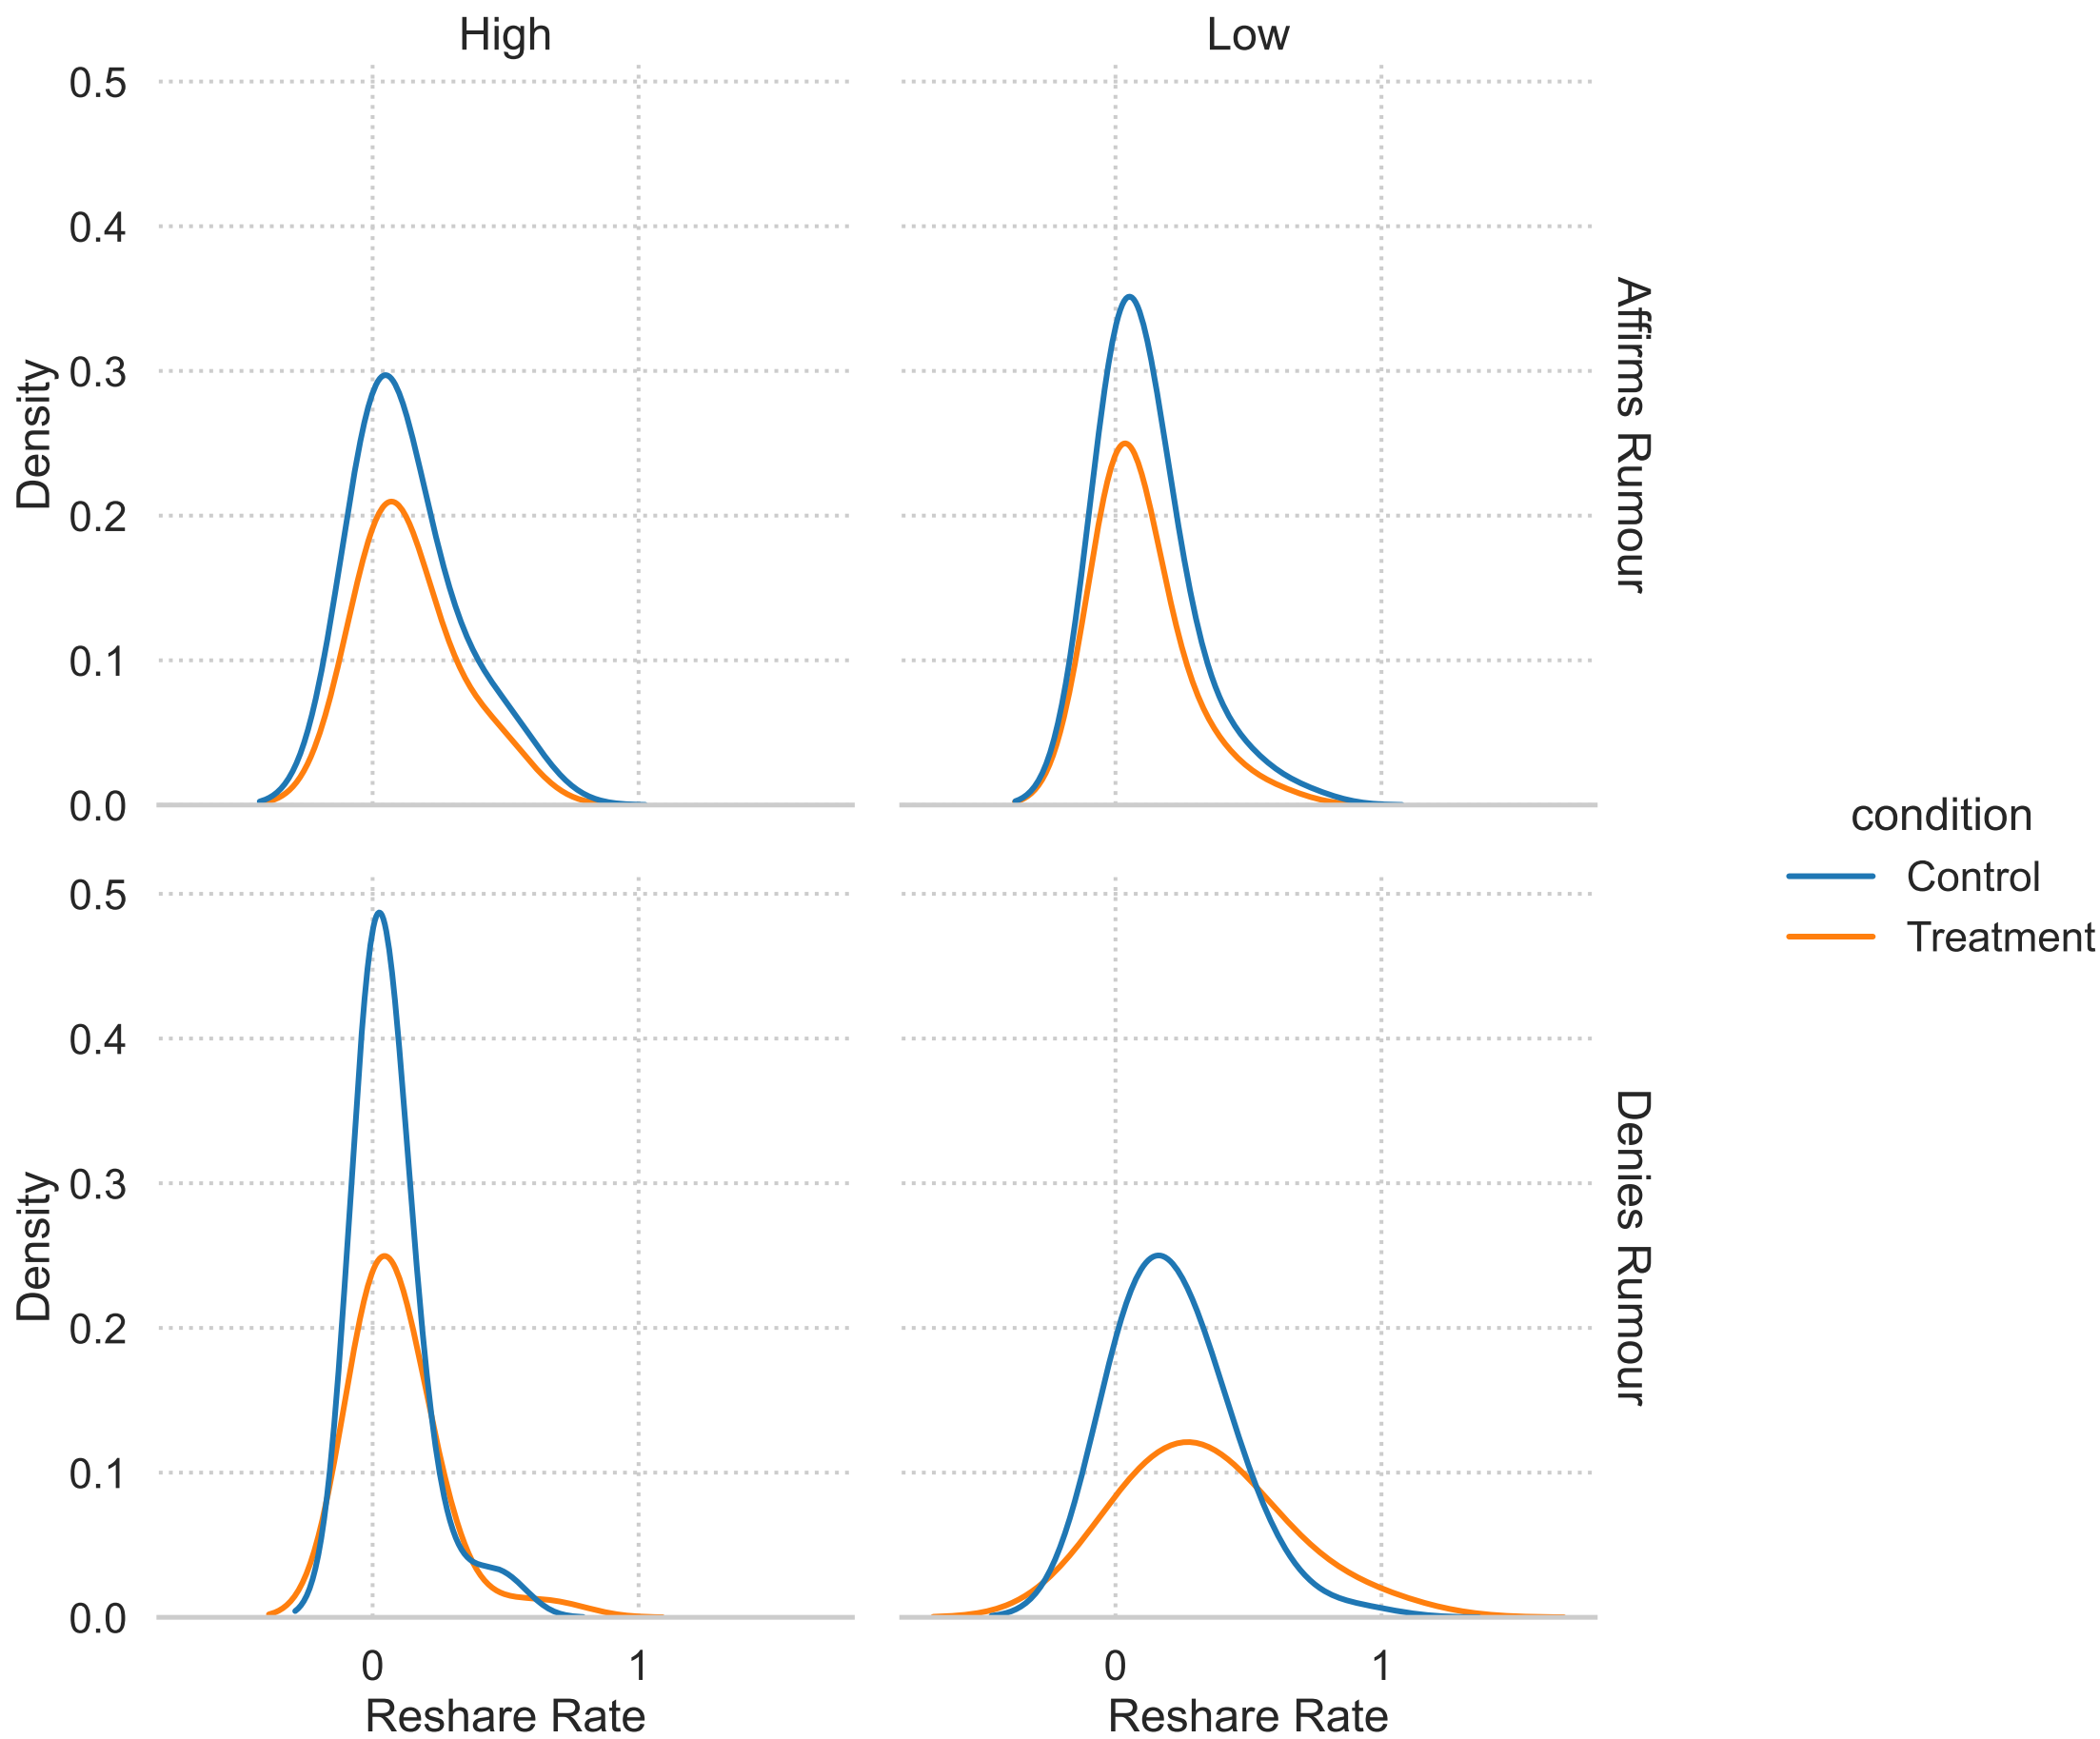 High
Low
0.5
0.4
0.3
0.2
0.1
0.0
Density
Affirms Rumour
condition
Control
Treatment
0.5
0.4
0.3
0.2
0.1
0.0
Density
Denies Rumour
0
1
Reshare Rate
0
1
Reshare Rate